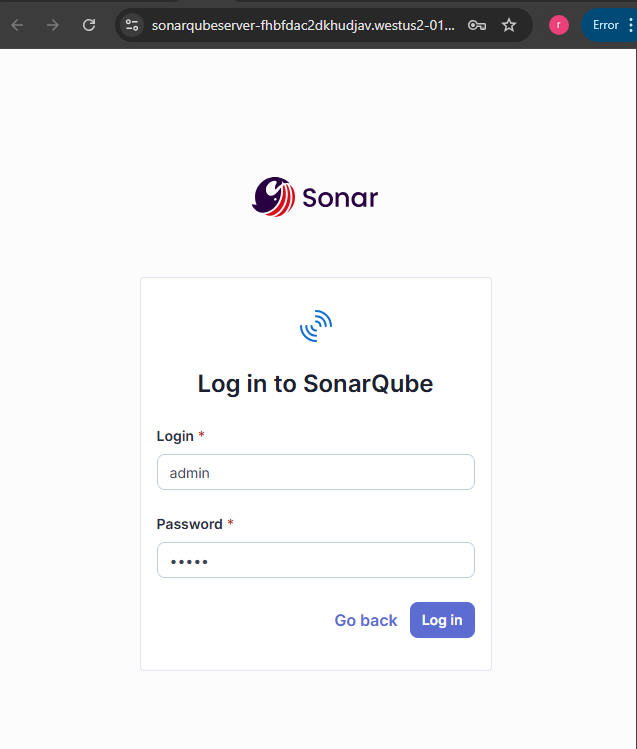 sonarqubeserver-fhbfdac2dkhudjav.westus2-01...
r
Error
Sonar
Log in to SonarQube
Login *
admin
Password *
•••••
Go back
Log in